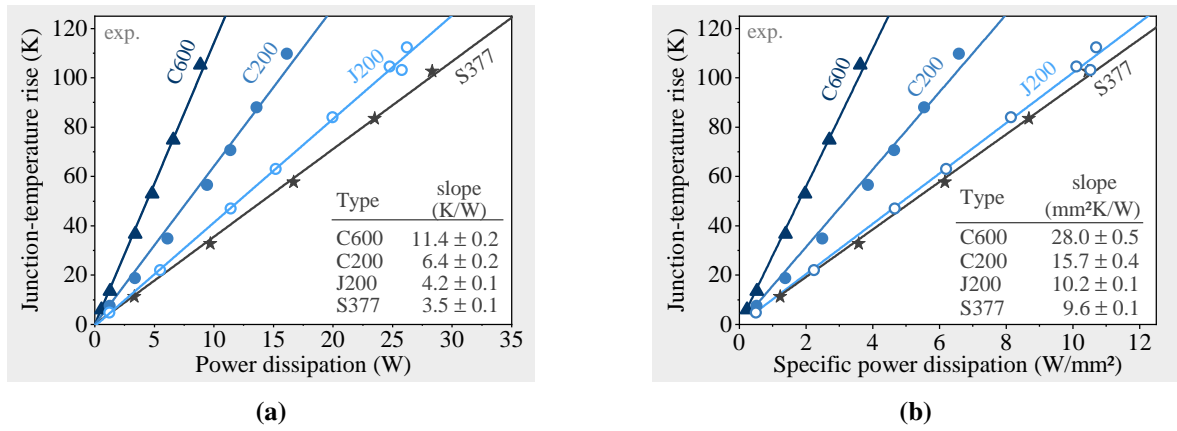 exp.
C600
C200
J200
S377
Junction-temperature rise (K)
120
100
80
60
40
20
0
0 5 10 15 20 25 30 35
Power dissipation (W)
Type slope (K/W)
C600 11.4 ± 0.2
C200 6.4 ± 0.2
J200 4.2 ± 0.1
S377 3.5 ± 0.1
(a)
exp.
C600
C200
J200
S377
Junction-temperature rise (K)
120
100
80
60
40
20
0
0 2 4 6 8 10 12
Specific power dissipation (W/mm²)
Type slope (mm²K/W)
C600 28.0 ± 0.5
C200 15.7 ± 0.4
J200 10.2 ± 0.1
S377 9.6 ± 0.1
(b)